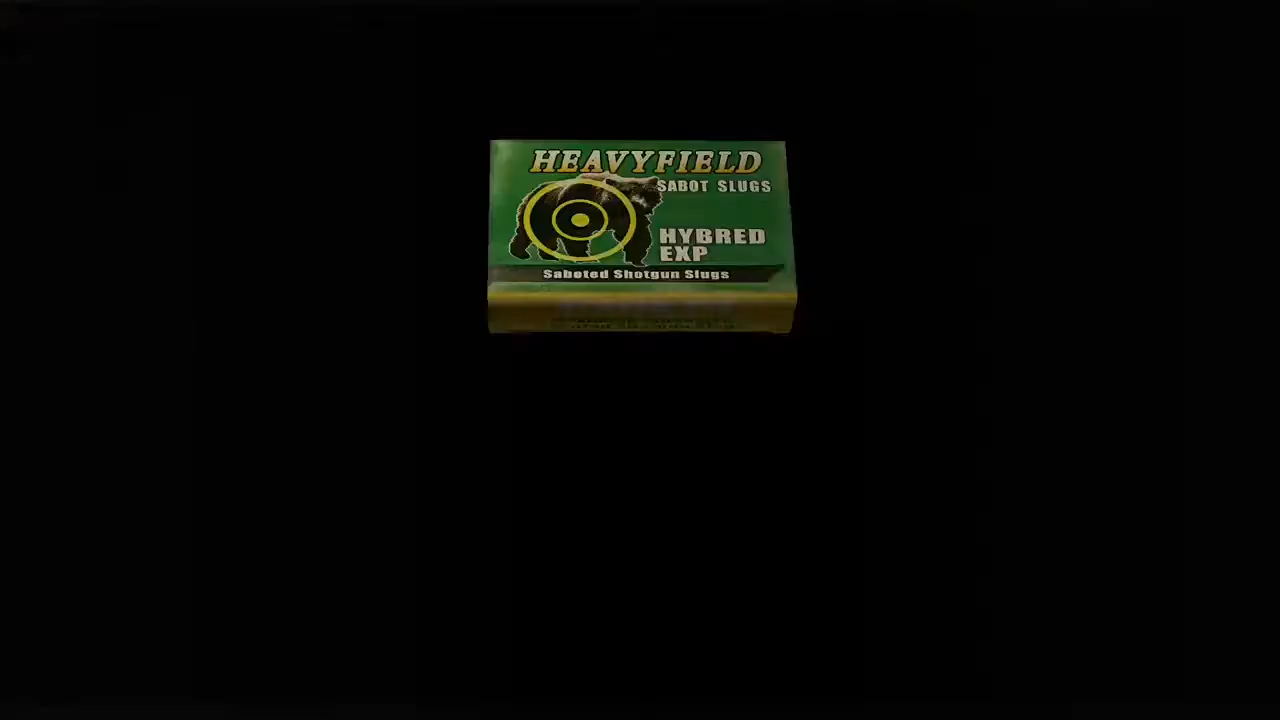 HEAVYFIELD
SABOT SLUGS
HYBRED
EXP
Saboted Shotgun Slugs